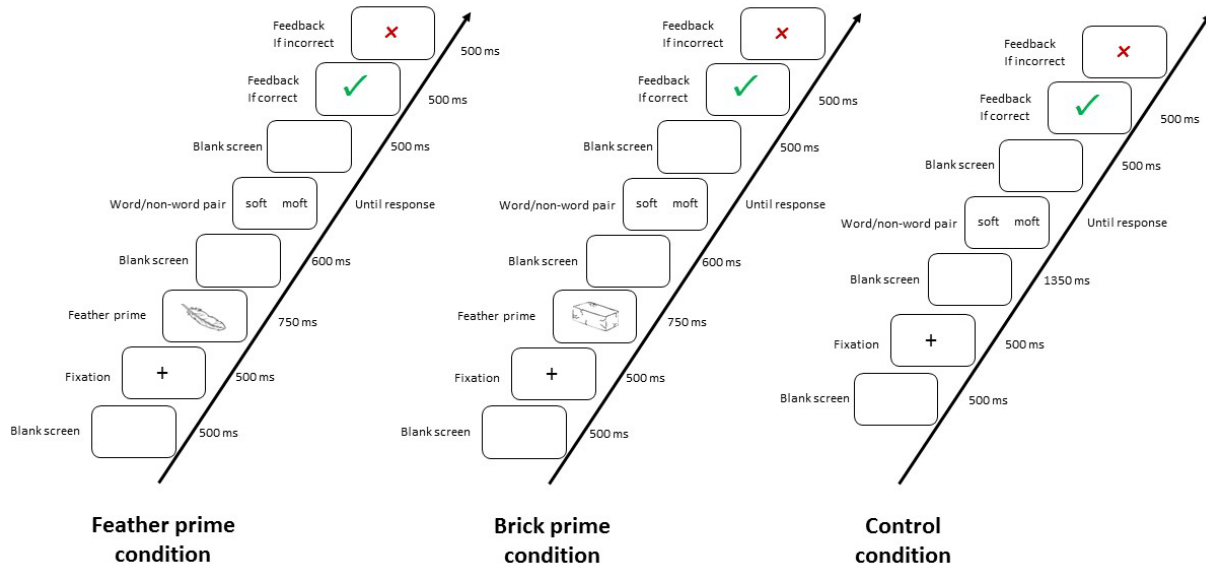 Feedback
If incorrect
500 ms
Feedback
If correct
500 ms
Blank screen
500 ms
Word/non-word pair
soft moft
Until response
Blank screen
600 ms
Feather prime
750 ms
Fixation
+
500 ms
Blank screen
500 ms
Feather prime
condition
Feedback
If incorrect
500 ms
Feedback
If correct
500 ms
Blank screen
500 ms
Word/non-word pair
soft moft
Until response
Blank screen
600 ms
Feather prime
750 ms
Fixation
+
500 ms
Blank screen
500 ms
Brick prime
condition
Feedback
If incorrect
500 ms
Feedback
If correct
500 ms
Blank screen
500 ms
Word/non-word pair
soft moft
Until response
Blank screen
1350 ms
Fixation
+
500 ms
Blank screen
500 ms
Control
condition